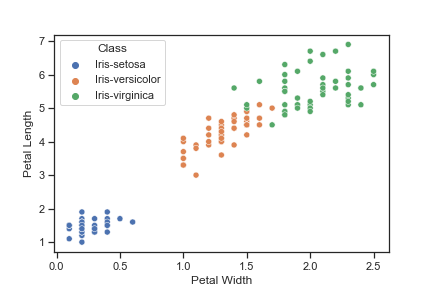 Class
Iris-setosa
Iris-versicolor
Iris-virginica
7
6
5
4
3
2
1
Petal Length
0.0 0.5 1.0 1.5 2.0 2.5
Petal Width